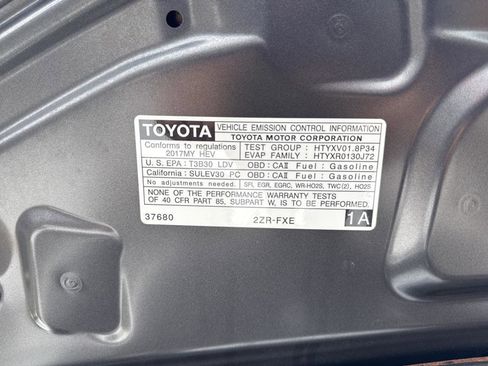 TOYOTA VEHICLE EMISSION CONTROL INFORMATION
TOYOTA MOTOR CORPORATION
Conforms to regulations TEST GROUP : HTYXV01.8P34
2017MY HEV EVAP FAMILY : HTYXR0130J72
U.S. EPA : T3B30 LDV OBD : CAⅡ Fuel : Gasoline
California : SULEV30 PC OBD : CAⅡ Fuel : Gasoline
No adjustments needed. SFI, EGR, EGRC, WR-HO2S, TWC(2), HO2S
NONE OF THE PERFORMANCE WARRANTY TESTS
OF 40 CFR PART 85, SUBPART W, IS TO BE PERFORMED.
37680 2ZR-FXE 1A